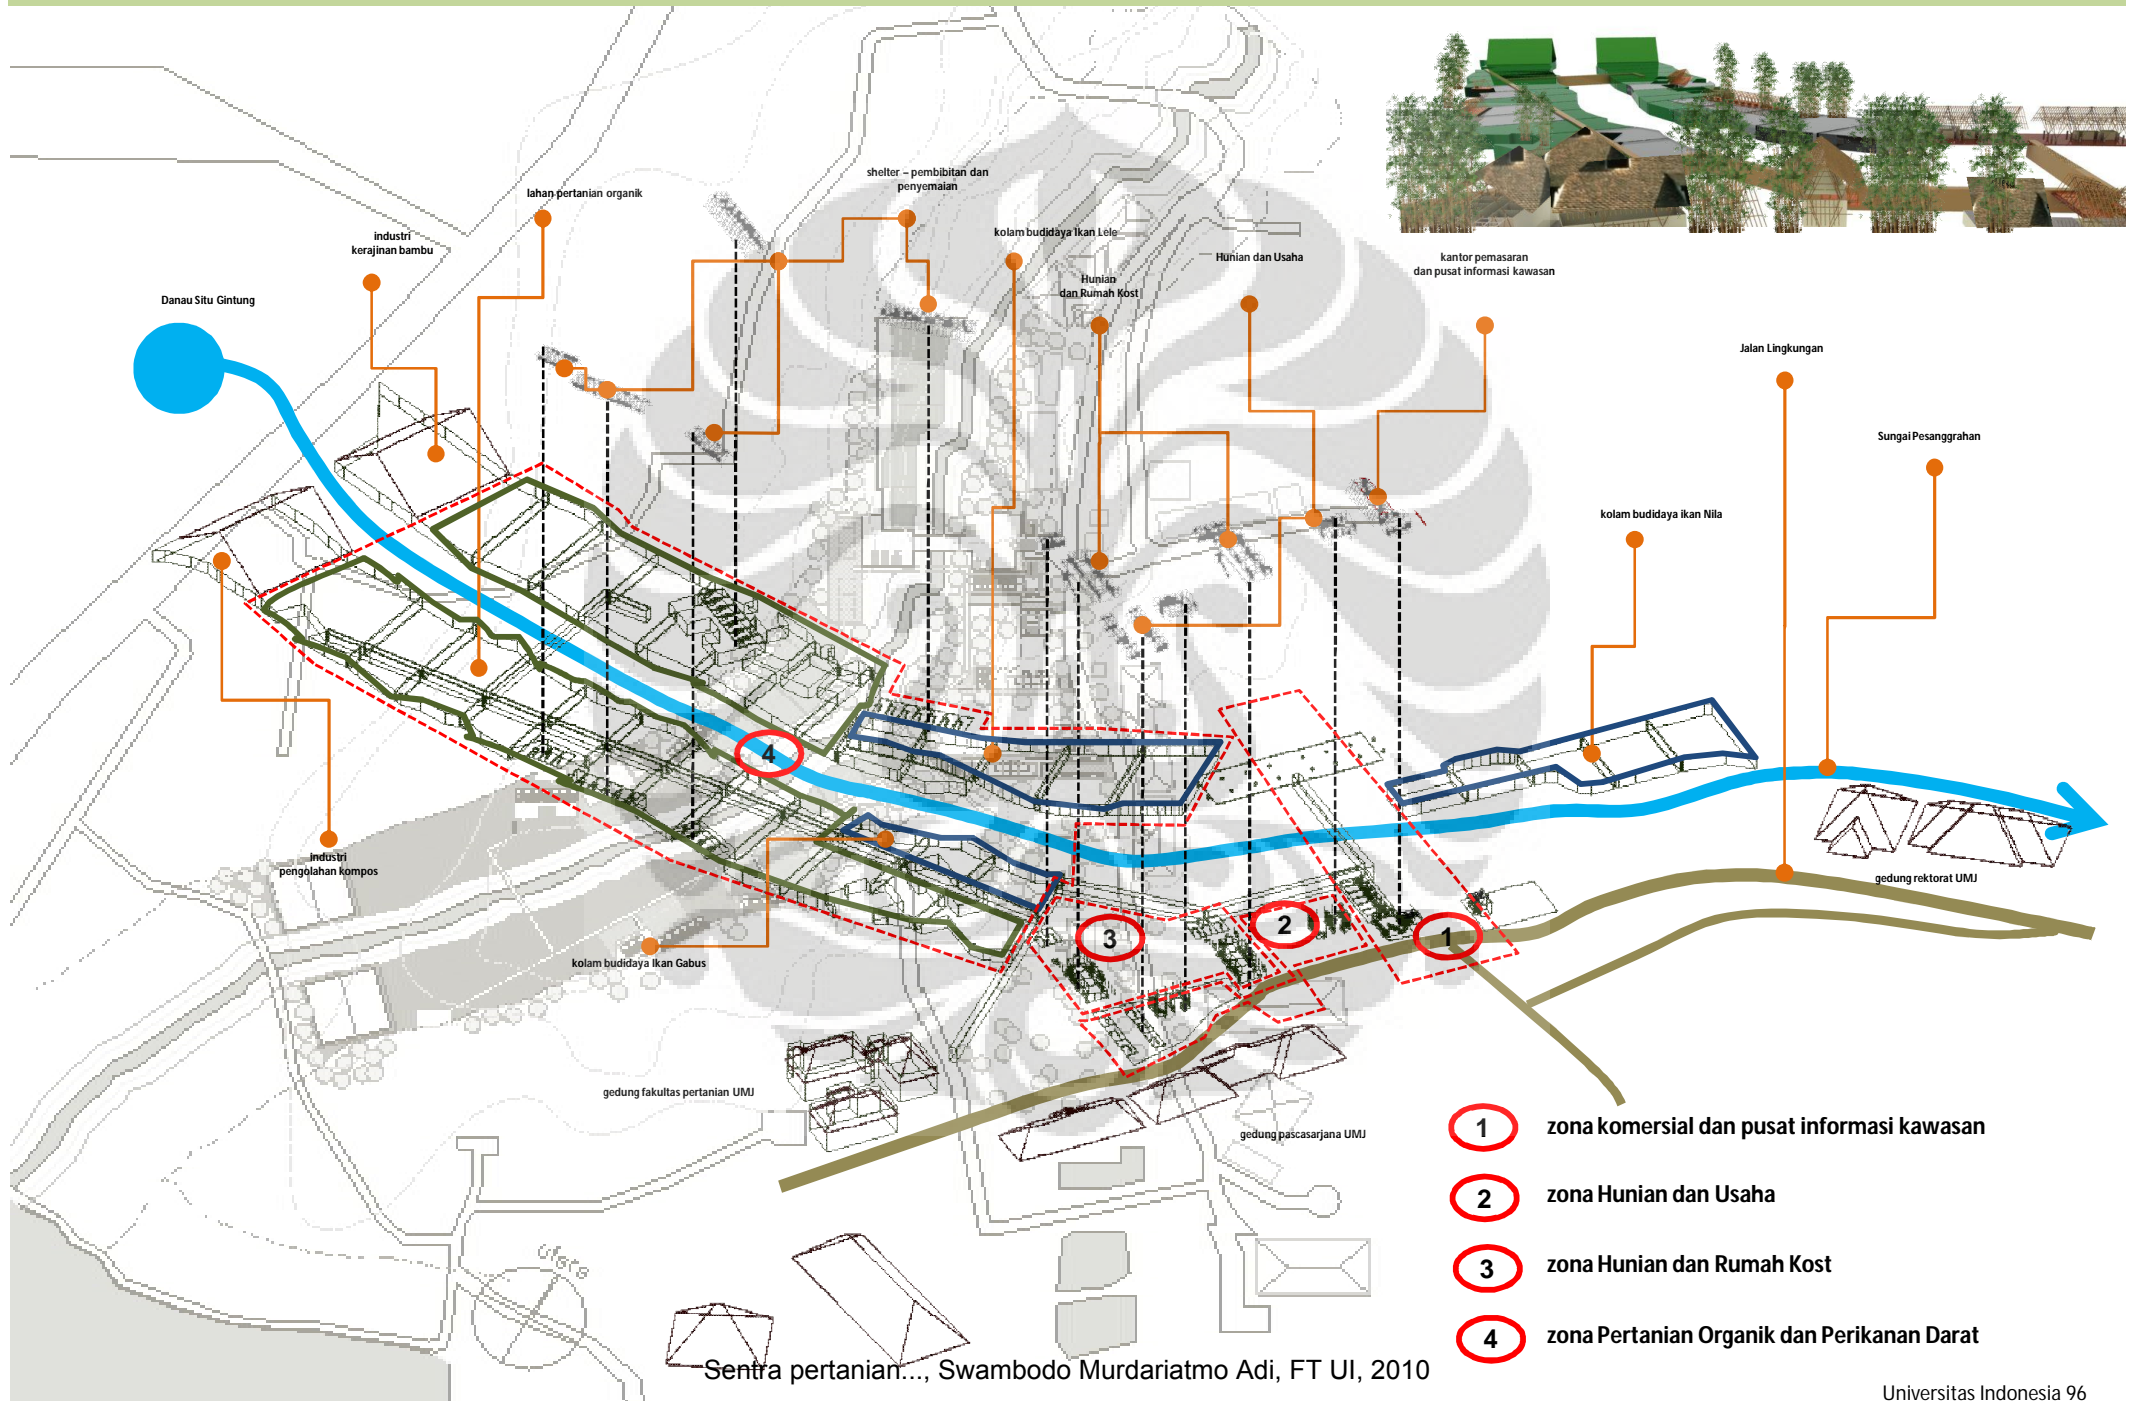 shelter – pembibitan dan
penyemaian
lahan pertanian organik
industri
kerajinan bambu
kolam budidaya Ikan Lele
Hunian dan Usaha
kantor pemasaran
dan pusat informasi kawasan
Hunian
dan Rumah Kost
Danau Situ Gintung
Jalan Lingkungan
Sungai Pesanggrahan
kolam budidaya ikan Nila
4
industri
pengolahan kompos
gedung rektorat UMJ
3
2
1
kolam budidaya Ikan Gabus
gedung fakultas pertanian UMJ
gedung pascasarjana UMJ
1 zona komersial dan pusat informasi kawasan
2 zona Hunian dan Usaha
3 zona Hunian dan Rumah Kost
4 zona Pertanian Organik dan Perikanan Darat
Sentra pertanian..., Swambodo Murdariatmo Adi, FT UI, 2010
Universitas Indonesia 96